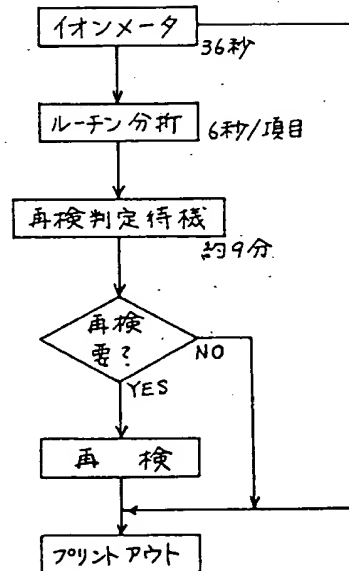 イオンメータ
36秒
ルーチン分析
6秒/項目
再検判定待機
約9分
再検
要?
NO
YES
再検
プリントアウト